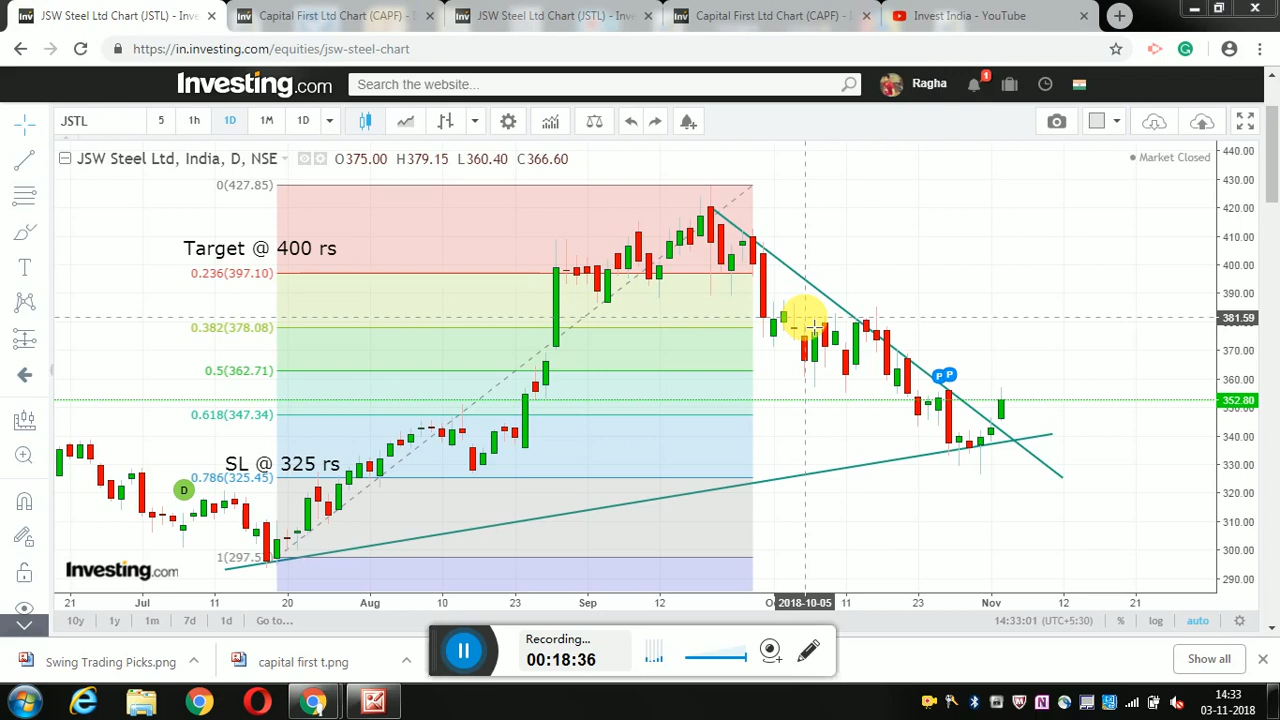 JSW Steel Ltd Chart (JSTL) - Inve
Capital First Ltd Chart (CAPF) -
JSW Steel Ltd Chart (JSTL) - Inve
Capital First Ltd Chart (CAPF) -
Invest India - YouTube
https://in.investing.com/equities/jsw-steel-chart
Investing.com
Search the website...
Ragha
1
JSTL
5
1h
1D
1M
1D
JSW Steel Ltd, India, D, NSE
O375.00 H379.15 L360.40 C366.60
Market Closed
440.00
430.00
420.00
410.00
400.00
390.00
381.59
370.00
360.00
352.80
340.00
330.00
320.00
310.00
300.00
290.00
0(427.85)
Target @ 400 rs
0.236(397.10)
0.382(378.08)
0.5(362.71)
0.618(347.34)
SL @ 325 rs
0.786(325.45)
D
P P
Investing.com
21 Jul 11 20 Aug 10 23 Sep 12 2018-10-05 11 23 Nov 12 21
10y 1y 1m 7d 1d Go to...
14:33:01 (UTC+5:30) % log auto
Recording...
00:18:36
Swing Trading Picks.png
capital first t.png
Show all
14:33
03-11-2018